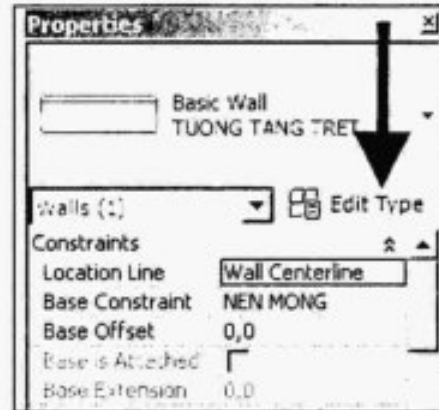 Properties
Basic Wall
TUONG TANG TRET
Walls (1)
Edit Type
Constraints
Location Line Wall Centerline
Base Constraint NEN MONG
Base Offset 0,0
Base is Attached
Base Extension 0,0